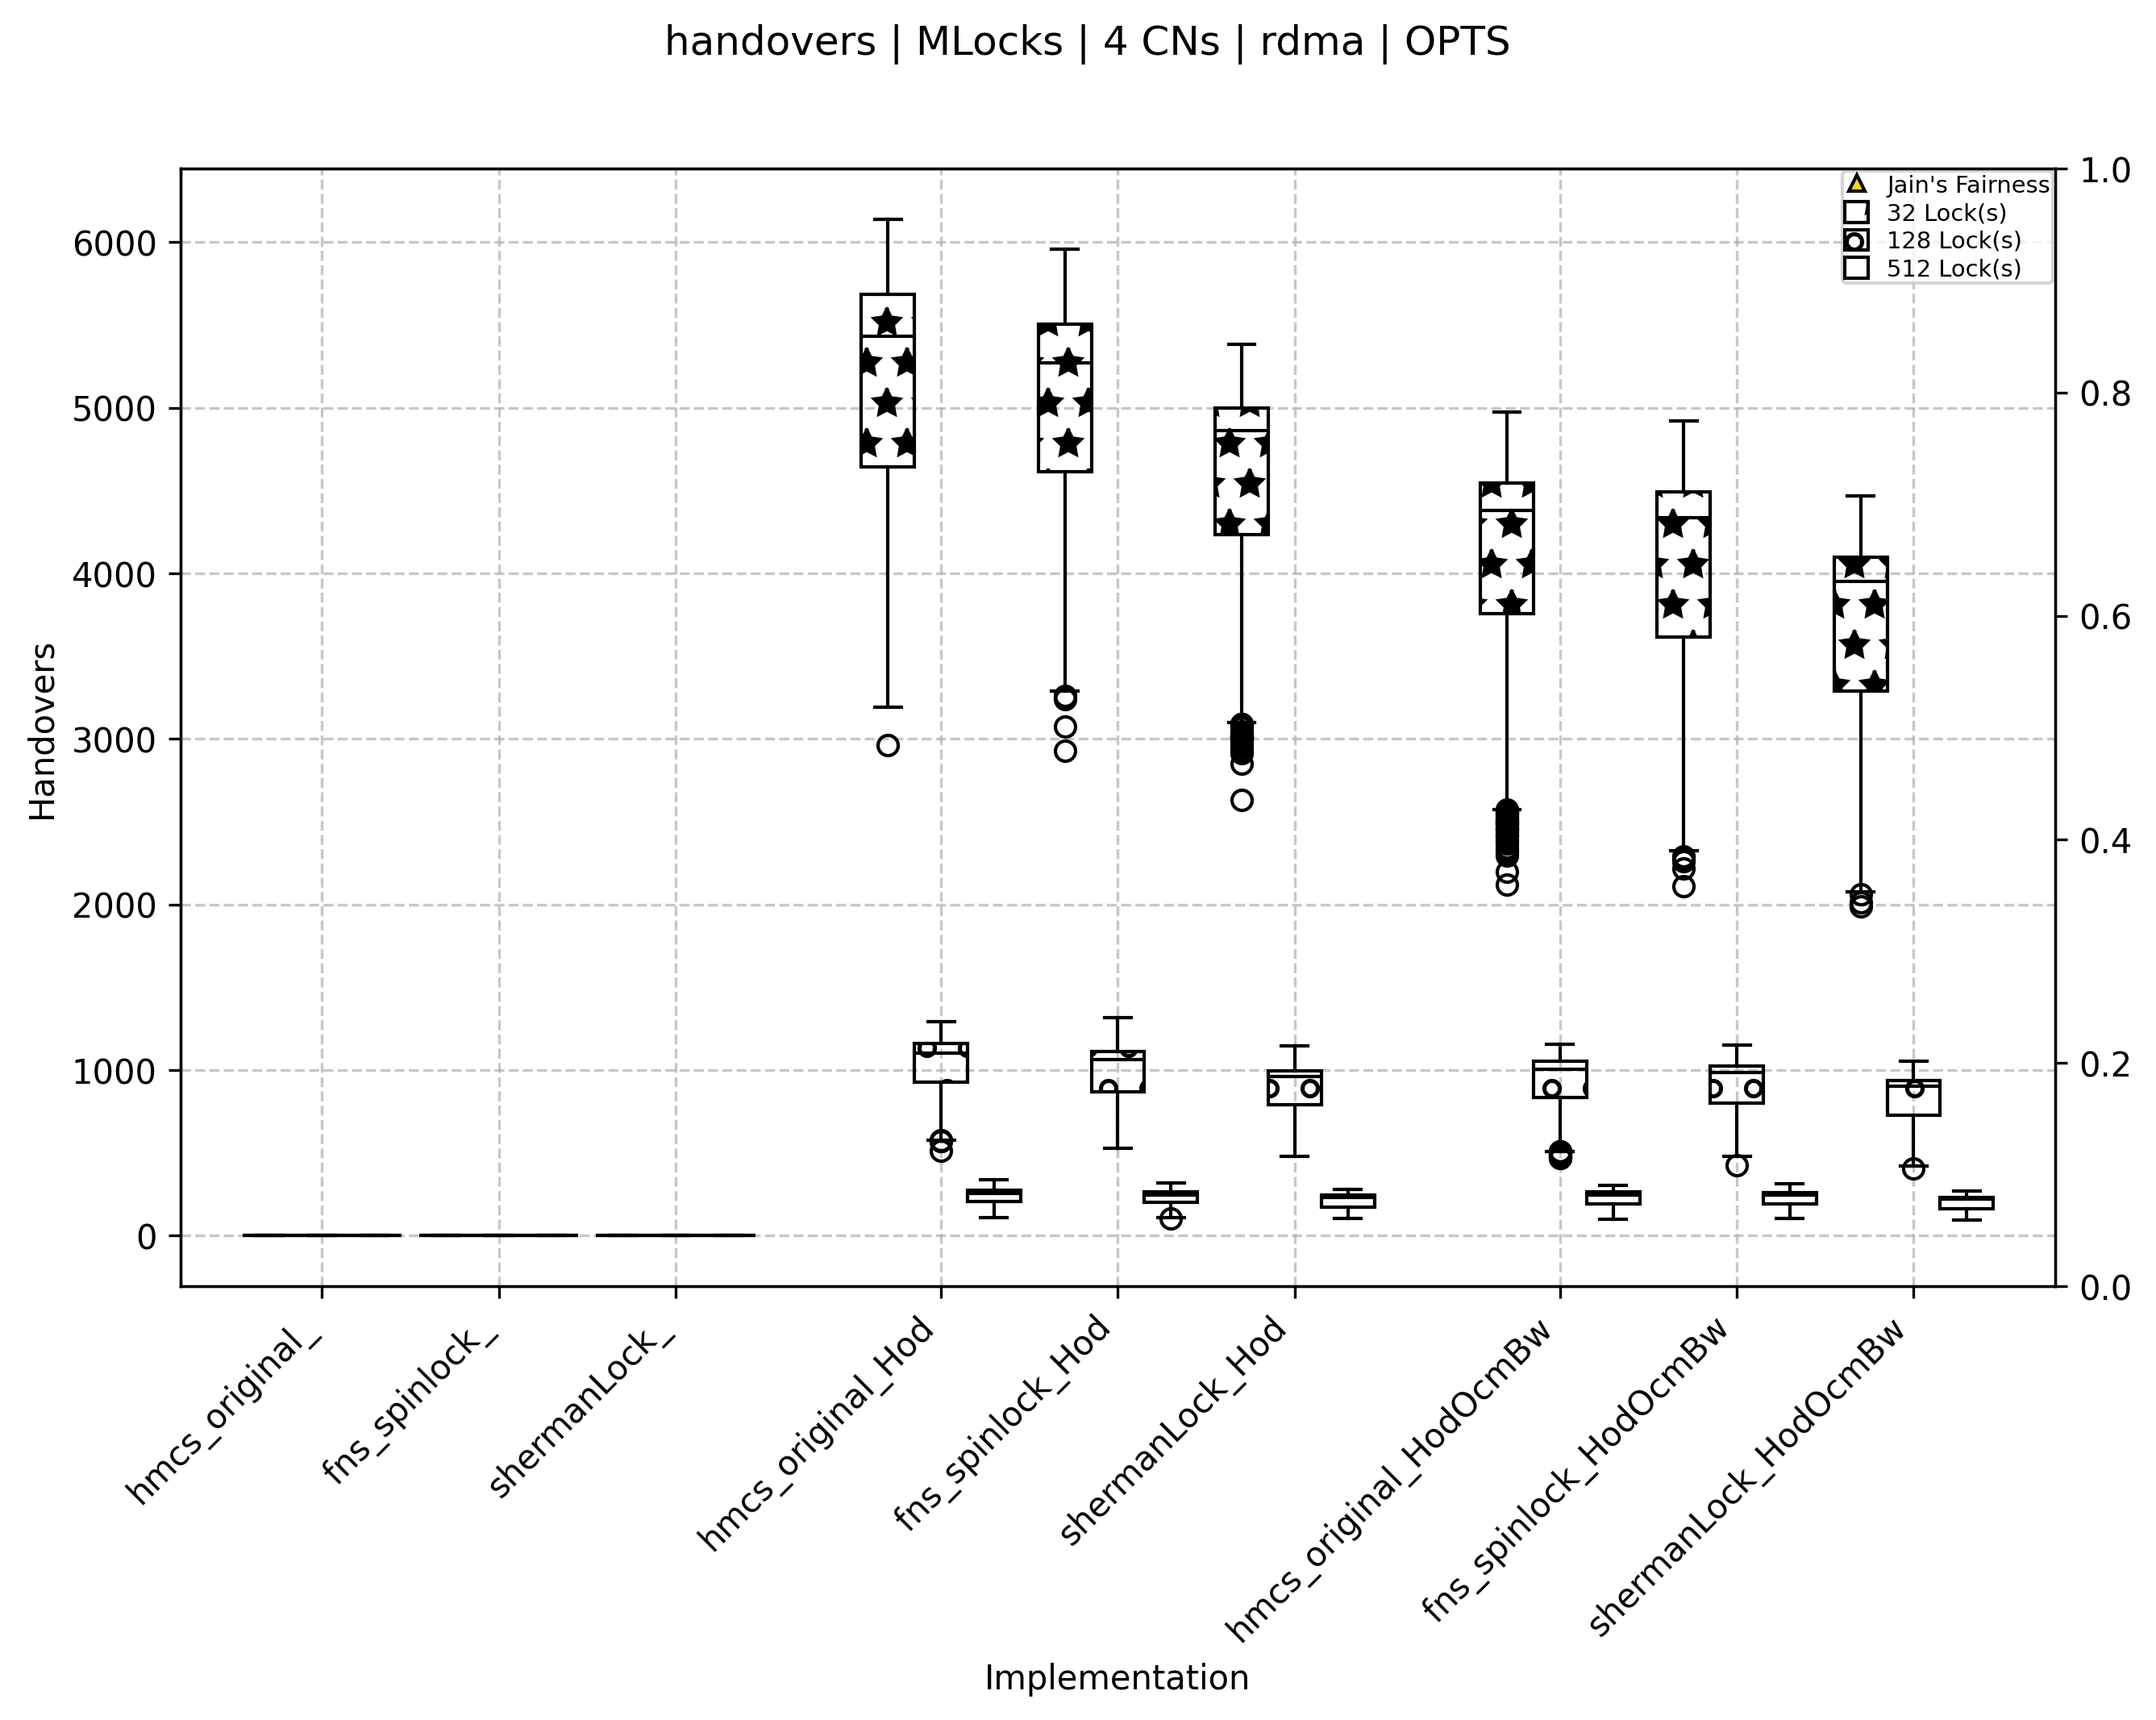 handovers | MLocks | 4 CNs | rdma | OPTS
Jain's Fairness
32 Lock(s)
128 Lock(s)
512 Lock(s)
Handovers
6000
5000
4000
3000
2000
1000
0
1.0
0.8
0.6
0.4
0.2
0.0
hmcs_original_
fns_spinlock_
shermanLock_
hmcs_original_Hod
fns_spinlock_Hod
shermanLock_Hod
hmcs_original_HodOcmBw
fns_spinlock_HodOcmBw
shermanLock_HodOcmBw
Implementation